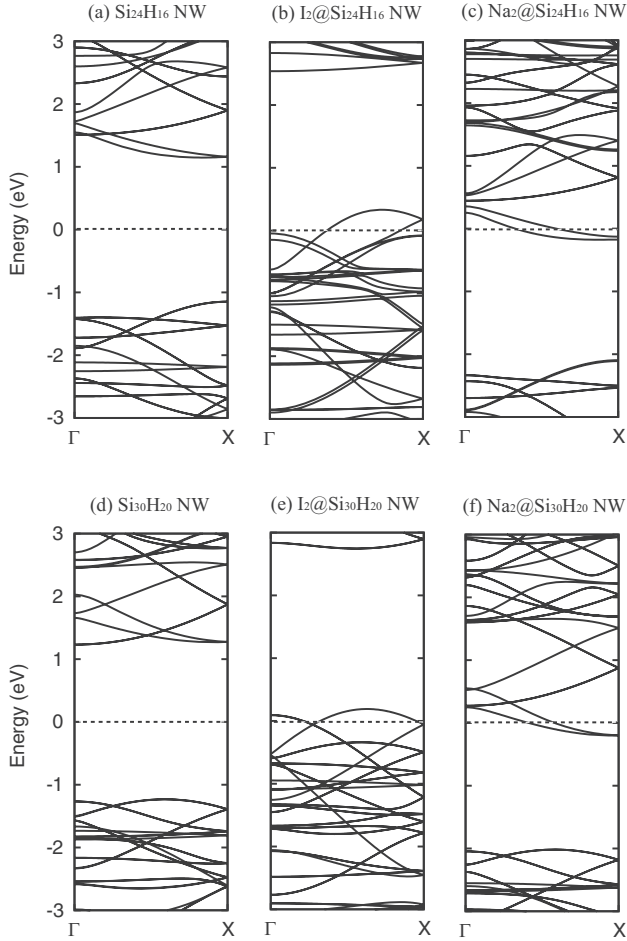 (a) Si₂₄H₁₆ NW
(b) I₂@Si₂₄H₁₆ NW
(c) Na₂@Si₂₄H₁₆ NW
Energy (eV)
3
2
1
0
-1
-2
-3
Γ X
Γ X
Γ X
(d) Si₃₀H₂₀ NW
(e) I₂@Si₃₀H₂₀ NW
(f) Na₂@Si₃₀H₂₀ NW
Energy (eV)
3
2
1
0
-1
-2
-3
Γ X
Γ X
Γ X